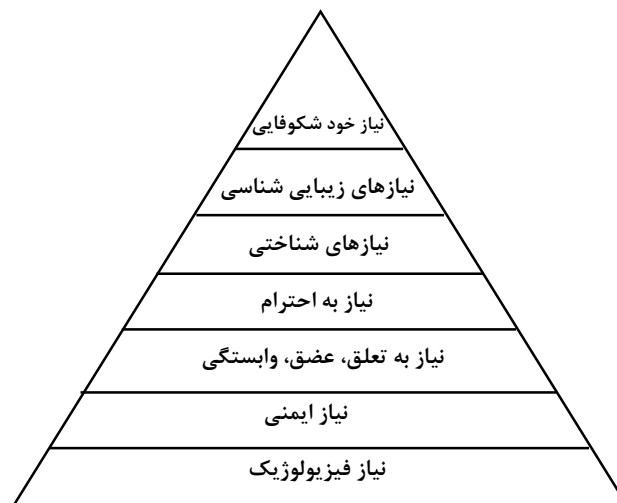 نیاز خود شکوفایی
نیازهای زیبایی شناسی
نیازهای شناختی
نیاز به احترام
نیاز به تعلق، عضق، وابستگی
نیاز ایمنی
نیاز فیزیولوژیک